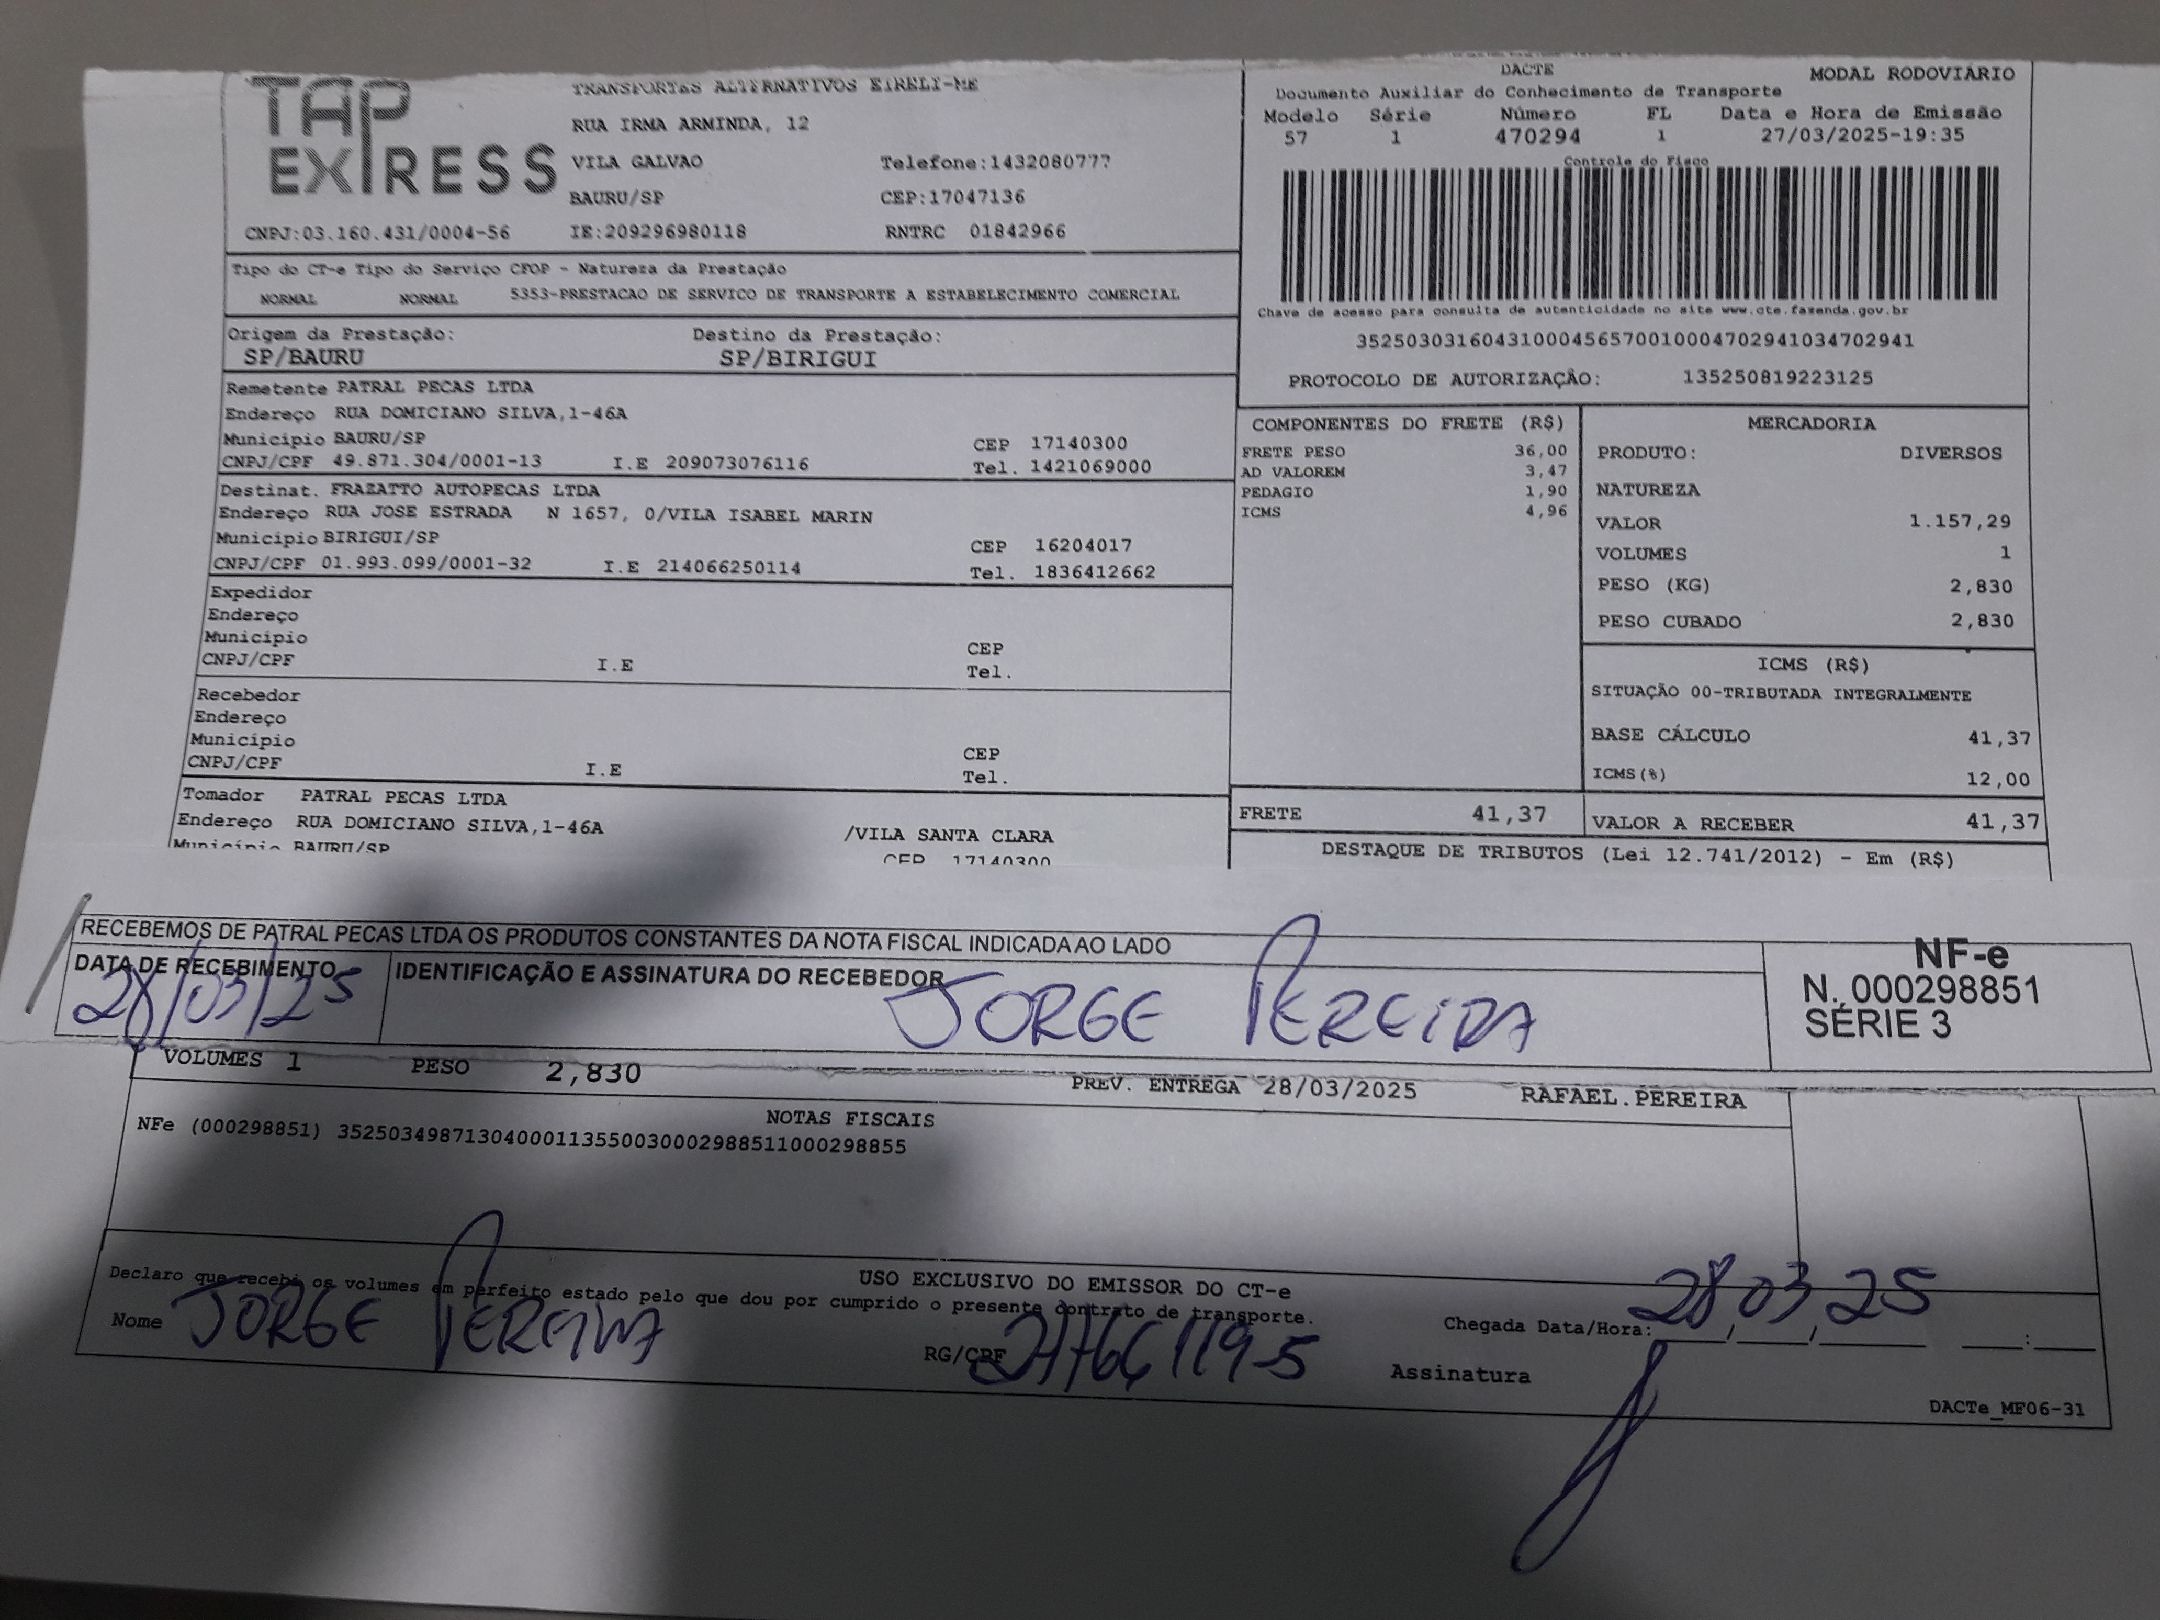 TAP EXPRESS
TRANSPORTES ALTERNATIVOS EIRELI-ME
RUA IRMA ARMINDA, 12
VILA GALVAO Telefone:1432080777
BAURU/SP CEP:17047136
CNPJ:03.160.431/0004-56 IE:209296980118 RNTRC 01842966
Tipo do CT-e Tipo do Serviço CFOP - Natureza da Prestação
NORMAL NORMAL 5353-PRESTACAO DE SERVICO DE TRANSPORTE A ESTABELECIMENTO COMERCIAL
Origem da Prestação: Destino da Prestação:
SP/BAURU SP/BIRIGUI
Remetente PATRAL PECAS LTDA
Endereço RUA DOMICIANO SILVA,1-46A
Município BAURU/SP CEP 17140300
CNPJ/CPF 49.871.304/0001-13 I.E 209073076116 Tel. 1421069000
Destinat. FRAZATTO AUTOPECAS LTDA
Endereço RUA JOSE ESTRADA N 1657, 0/VILA ISABEL MARIN
Município BIRIGUI/SP CEP 16204017
CNPJ/CPF 01.993.099/0001-32 I.E 214066250114 Tel. 1836412662
Expedidor
Endereço
Município CEP
CNPJ/CPF I.E Tel.
Recebedor
Endereço
Município CEP
CNPJ/CPF I.E Tel.
Tomador PATRAL PECAS LTDA
Endereço RUA DOMICIANO SILVA,1-46A /VILA SANTA CLARA
Município BAURU/SP CEP 17140300
DACTE MODAL RODOVIÁRIO
Documento Auxiliar do Conhecimento de Transporte
Modelo Série Número FL Data e Hora de Emissão
57 1 470294 1 27/03/2025-19:35
Controle do Fisco
Chave de acesso para consulta de autenticidade no site www.cte.fazenda.gov.br
35250303160431000456570010004702941034702941
PROTOCOLO DE AUTORIZAÇÃO: 135250819223125
COMPONENTES DO FRETE (R$)
FRETE PESO 36,00
AD VALOREM 3,47
PEDAGIO 1,90
ICMS 4,96
FRETE 41,37
MERCADORIA
PRODUTO: DIVERSOS
NATUREZA
VALOR 1.157,29
VOLUMES 1
PESO (KG) 2,830
PESO CUBADO 2,830
ICMS (R$)
SITUAÇÃO 00-TRIBUTADA INTEGRALMENTE
BASE CÁLCULO 41,37
ICMS(%) 12,00
VALOR A RECEBER 41,37
DESTAQUE DE TRIBUTOS (Lei 12.741/2012) - Em (R$)
RECEBEMOS DE PATRAL PECAS LTDA OS PRODUTOS CONSTANTES DA NOTA FISCAL INDICADA AO LADO
DATA DE RECEBIMENTO IDENTIFICAÇÃO E ASSINATURA DO RECEBEDOR
28/03/25 JORGE PEREIRA
NF-e
N. 000298851
SÉRIE 3
VOLUMES 1 PESO 2,830 PREV. ENTREGA 28/03/2025 RAFAEL.PEREIRA
NOTAS FISCAIS
NFe (000298851) 35250349871304000113550030002988511000298855
USO EXCLUSIVO DO EMISSOR DO CT-e
Declaro que recebi os volumes em perfeito estado pelo que dou por cumprido o presente contrato de transporte.
Nome JORGE PEREIRA RG/CPF Chegada Data/Hora: 28/03/25 :
Assinatura
DACTe_MF06-31